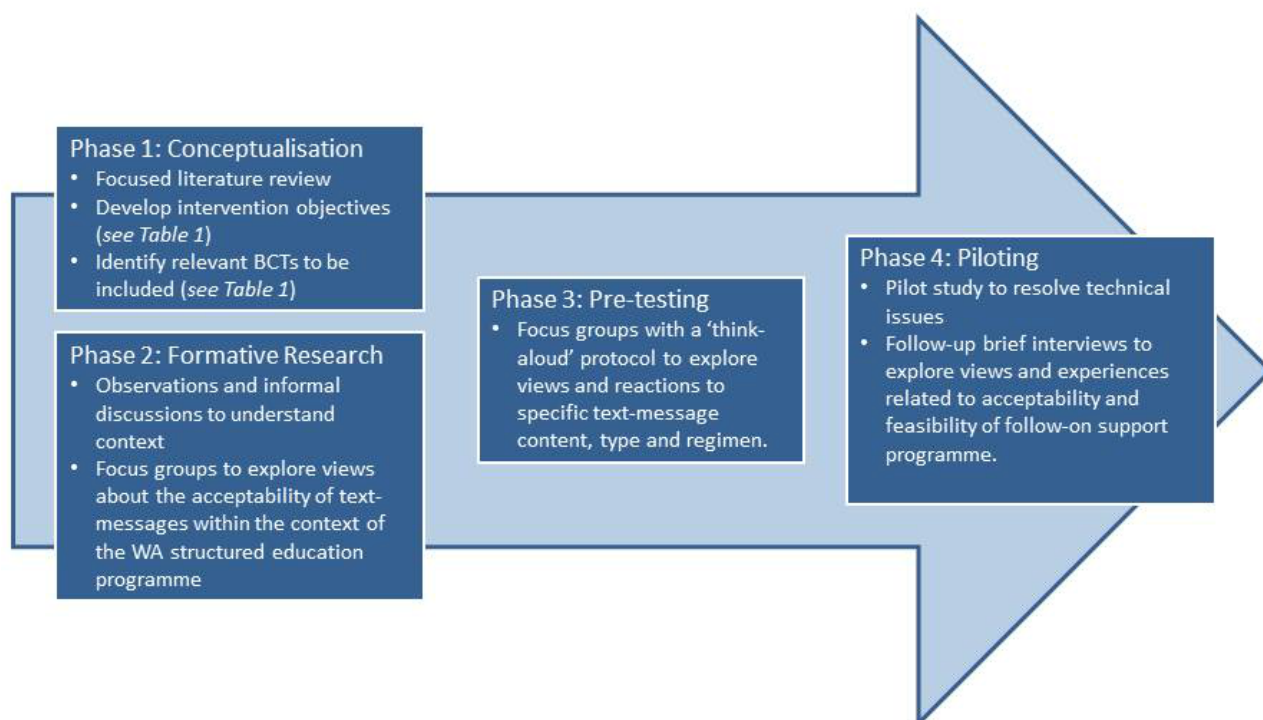 Phase 1: Conceptualisation
• Focused literature review
• Develop intervention objectives
(see Table 1)
• Identify relevant BCTs to be
included (see Table 1)
Phase 2: Formative Research
• Observations and informal
discussions to understand
context
• Focus groups to explore views
about the acceptability of text-
messages within the context of
the WA structured education
programme
Phase 3: Pre-testing
• Focus groups with a ‘think-
aloud’ protocol to explore
views and reactions to
specific text-message
content, type and regimen.
Phase 4: Piloting
• Pilot study to resolve technical
issues
• Follow-up brief interviews to
explore views and experiences
related to acceptability and
feasibility of follow-on support
programme.